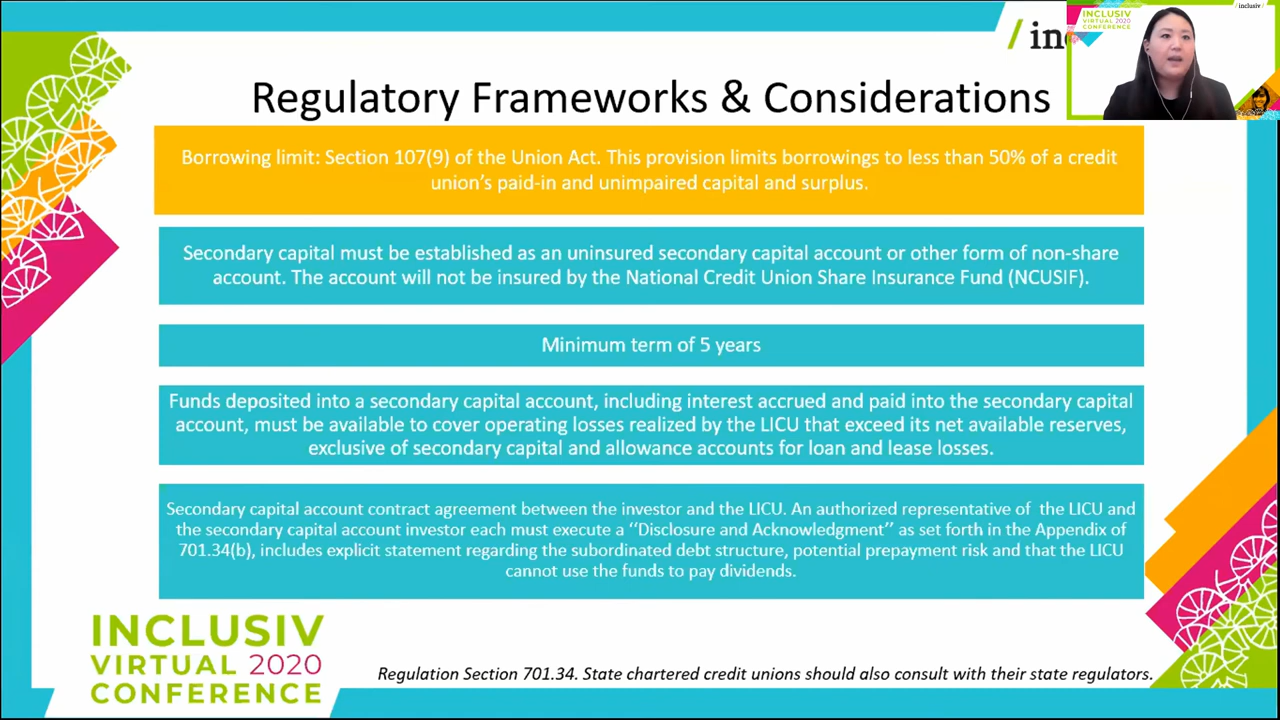 / inclusiv /
INCLUSIV
VIRTUAL 2020
CONFERENCE
/ in
Regulatory Frameworks & Considerations
Borrowing limit: Section 107(9) of the Union Act. This provision limits borrowings to less than 50% of a credit
union’s paid-in and unimpaired capital and surplus.
Secondary capital must be established as an uninsured secondary capital account or other form of non-share
account. The account will not be insured by the National Credit Union Share Insurance Fund (NCUSIF).
Minimum term of 5 years
Funds deposited into a secondary capital account, including interest accrued and paid into the secondary capital
account, must be available to cover operating losses realized by the LICU that exceed its net available reserves,
exclusive of secondary capital and allowance accounts for loan and lease losses.
Secondary capital account contract agreement between the investor and the LICU. An authorized representative of the LICU and
the secondary capital account investor each must execute a ‘‘Disclosure and Acknowledgment’’ as set forth in the Appendix of
701.34(b), includes explicit statement regarding the subordinated debt structure, potential prepayment risk and that the LICU
cannot use the funds to pay dividends.
INCLUSIV
VIRTUAL 2020
CONFERENCE
Regulation Section 701.34. State chartered credit unions should also consult with their state regulators.